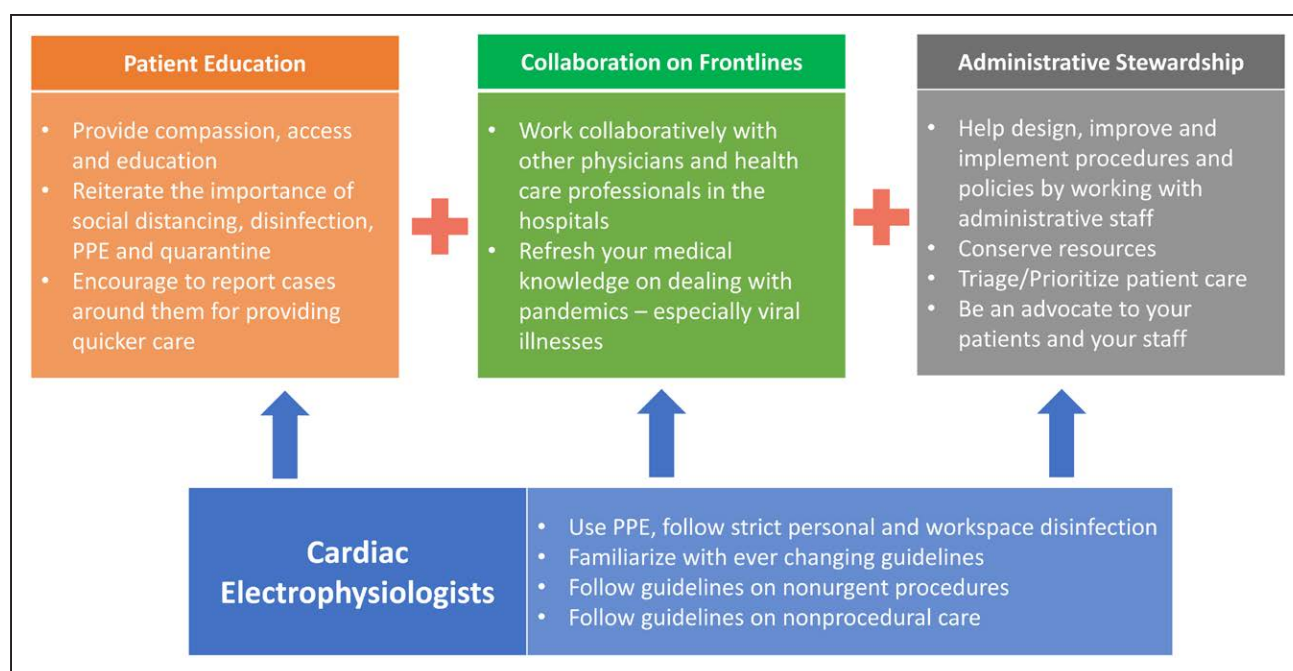 Patient Education
• Provide compassion, access
and education
• Reiterate the importance of
social distancing, disinfection,
PPE and quarantine
• Encourage to report cases
around them for providing
quicker care
Collaboration on Frontlines
• Work collaboratively with
other physicians and health
care professionals in the
hospitals
• Refresh your medical
knowledge on dealing with
pandemics – especially viral
illnesses
Administrative Stewardship
• Help design, improve and
implement procedures and
policies by working with
administrative staff
• Conserve resources
• Triage/Prioritize patient care
• Be an advocate to your
patients and your staff
Cardiac
Electrophysiologists
• Use PPE, follow strict personal and workspace disinfection
• Familiarize with ever changing guidelines
• Follow guidelines on nonurgent procedures
• Follow guidelines on nonprocedural care